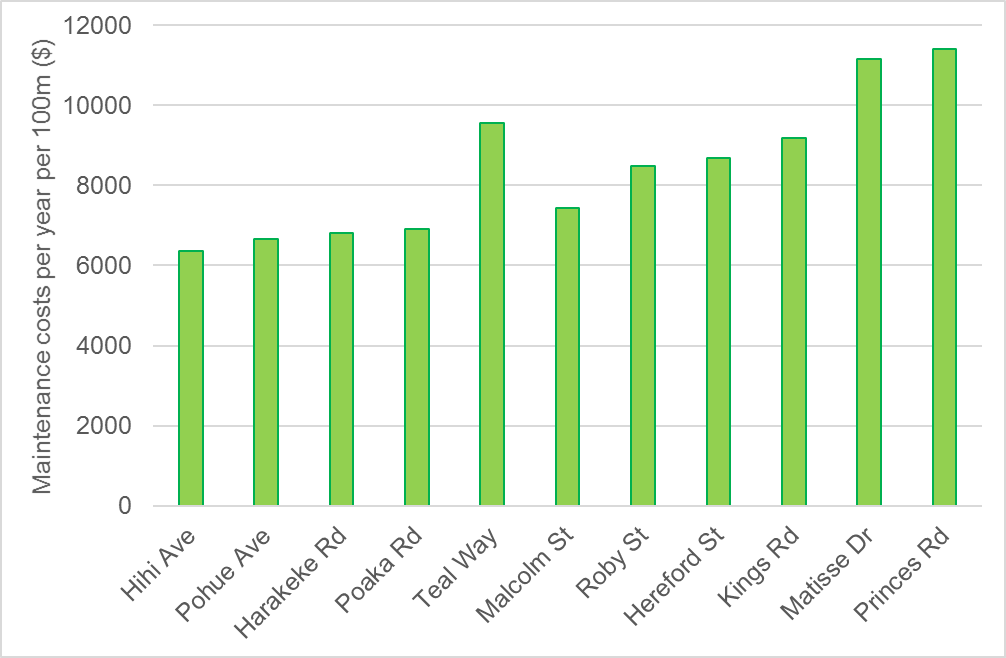 Maintenance costs per year per 100m ($)
12000
10000
8000
6000
4000
2000
0
Hihi Ave
Pohue Ave
Harakeke Rd
Poaka Rd
Teal Way
Malcolm St
Roby St
Hereford St
Kings Rd
Matisse Dr
Princes Rd